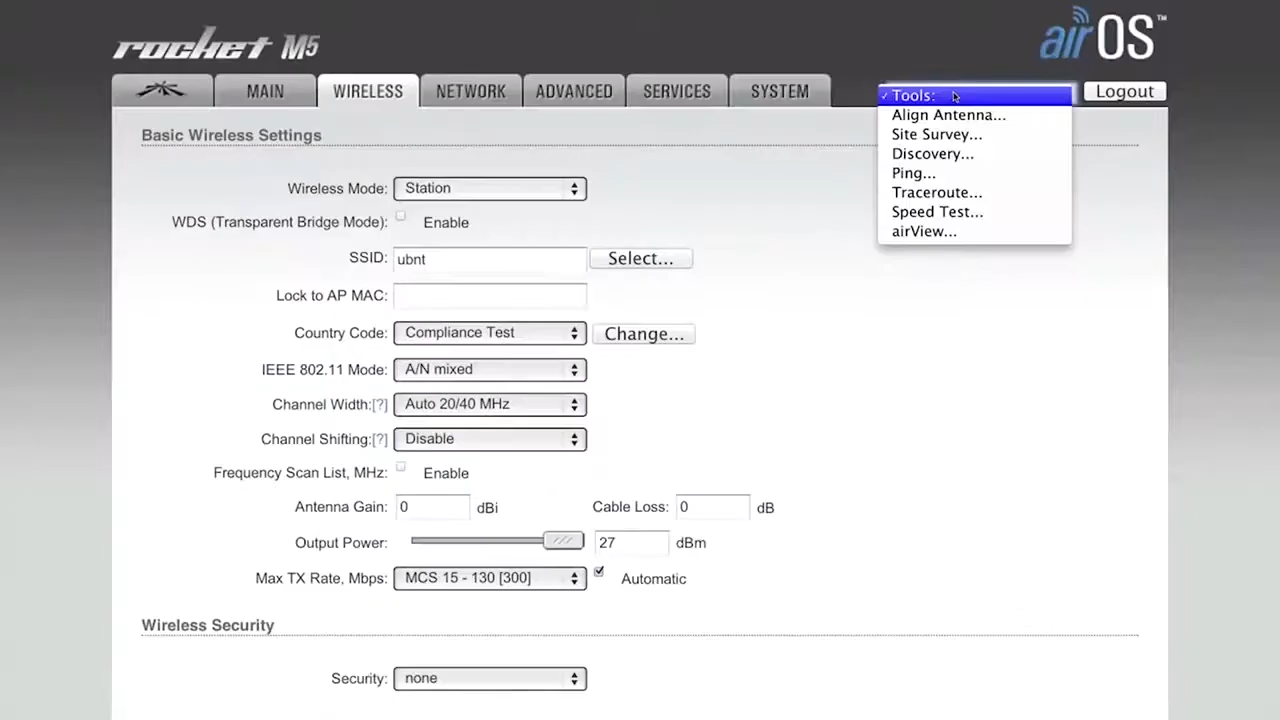 rocket M5
airOS™
MAIN WIRELESS NETWORK ADVANCED SERVICES SYSTEM
✓ Tools:
Logout
Align Antenna...
Site Survey...
Discovery...
Ping...
Traceroute...
Speed Test...
airView...
Basic Wireless Settings
Wireless Mode: Station
WDS (Transparent Bridge Mode): Enable
SSID: ubnt Select...
Lock to AP MAC:
Country Code: Compliance Test Change...
IEEE 802.11 Mode: A/N mixed
Channel Width:[?] Auto 20/40 MHz
Channel Shifting:[?] Disable
Frequency Scan List, MHz: Enable
Antenna Gain: 0 dBi Cable Loss: 0 dB
Output Power: 27 dBm
Max TX Rate, Mbps: MCS 15 - 130 [300] Automatic
Wireless Security
Security: none